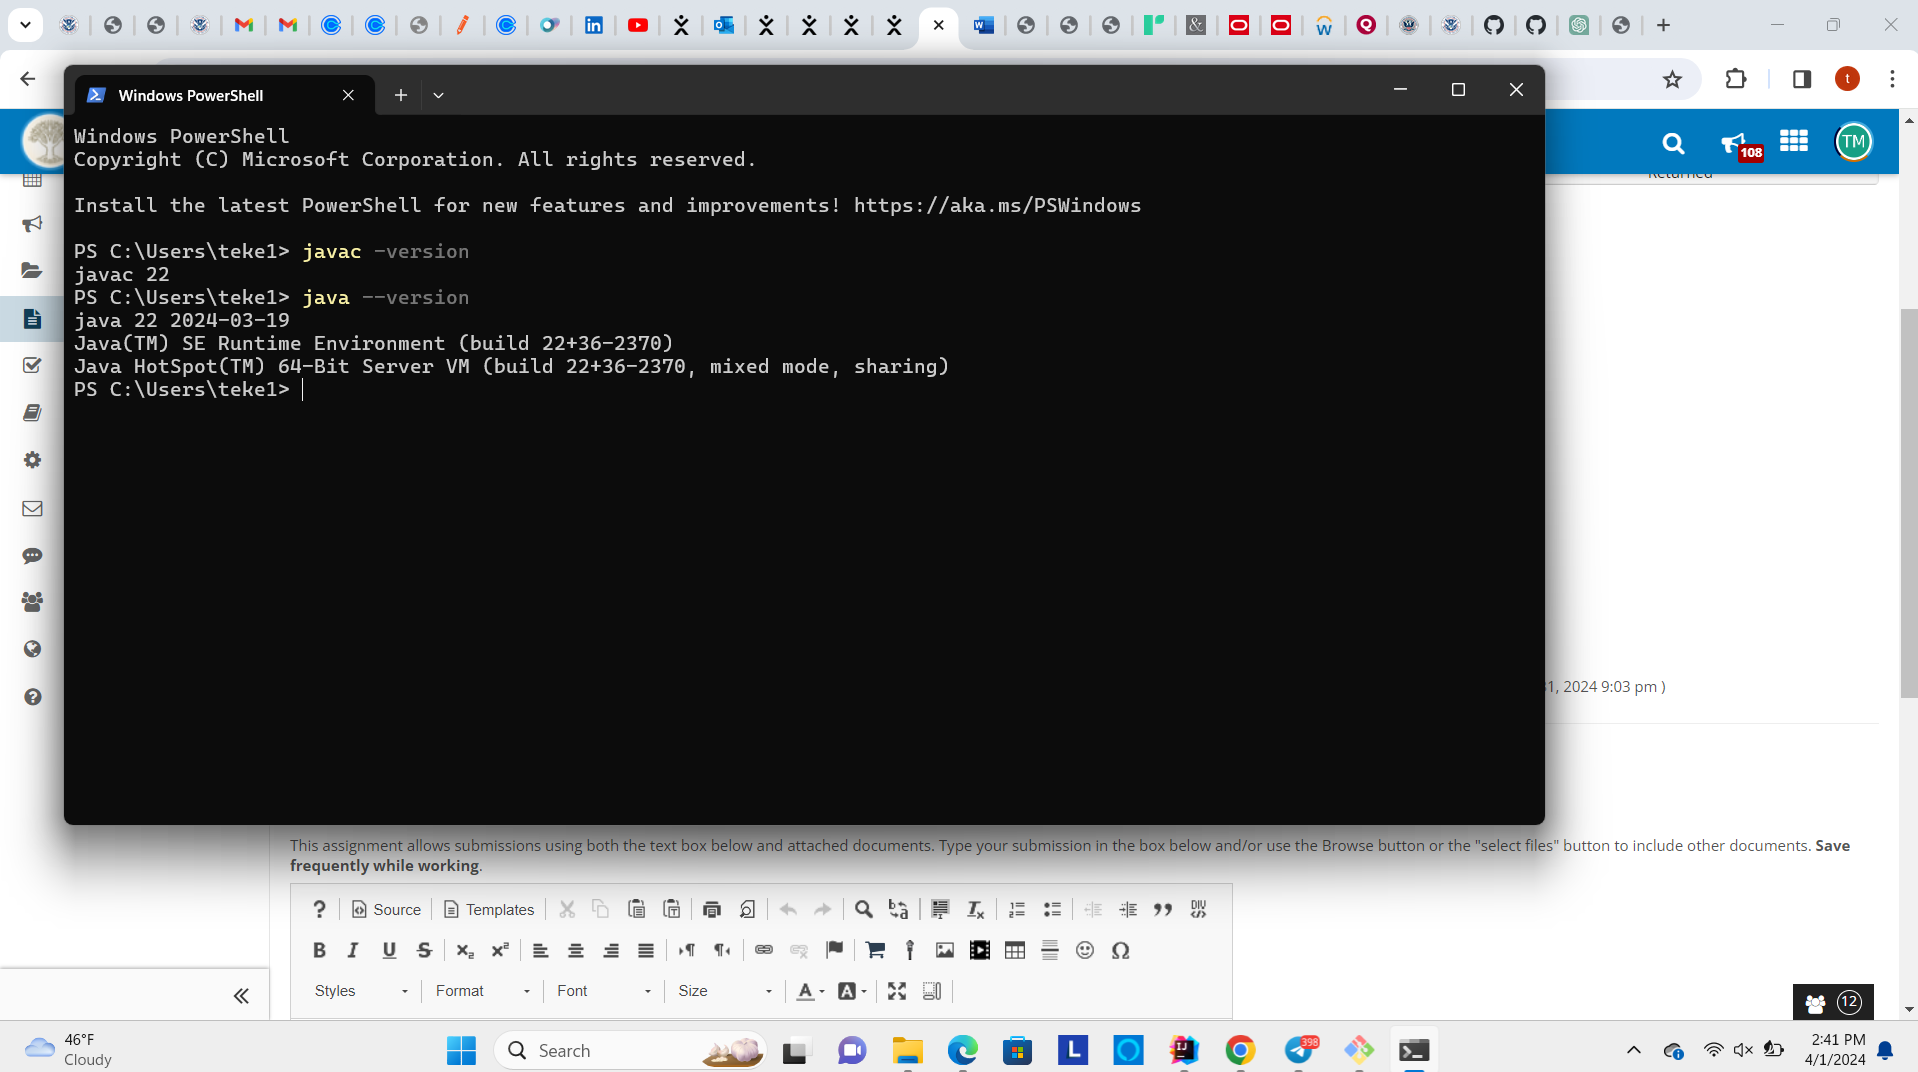 t
Windows PowerShell
Windows PowerShell
Copyright (C) Microsoft Corporation. All rights reserved.
Install the latest PowerShell for new features and improvements! https://aka.ms/PSWindows
PS C:\Users\teke1> javac -version
javac 22
PS C:\Users\teke1> java --version
java 22 2024-03-19
Java(TM) SE Runtime Environment (build 22+36-2370)
Java HotSpot(TM) 64-Bit Server VM (build 22+36-2370, mixed mode, sharing)
PS C:\Users\teke1>
108
TM
Returned
1, 2024 9:03 pm )
This assignment allows submissions using both the text box below and attached documents. Type your submission in the box below and/or use the Browse button or the "select files" button to include other documents. Save
frequently while working.
Source
Templates
Styles
Format
Font
Size
12
46°F
Cloudy
Search
398
2:41 PM
4/1/2024